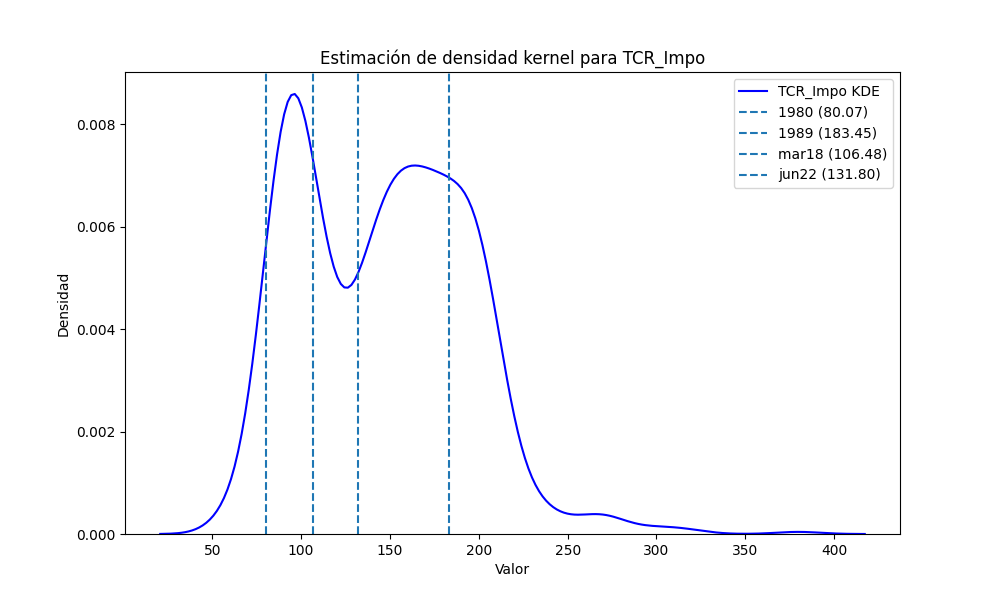 Estimación de densidad kernel para TCR_Impo
TCR_Impo KDE
1980 (80.07)
1989 (183.45)
mar18 (106.48)
jun22 (131.80)
Densidad
0.008
0.006
0.004
0.002
0.000
50 100 150 200 250 300 350 400
Valor